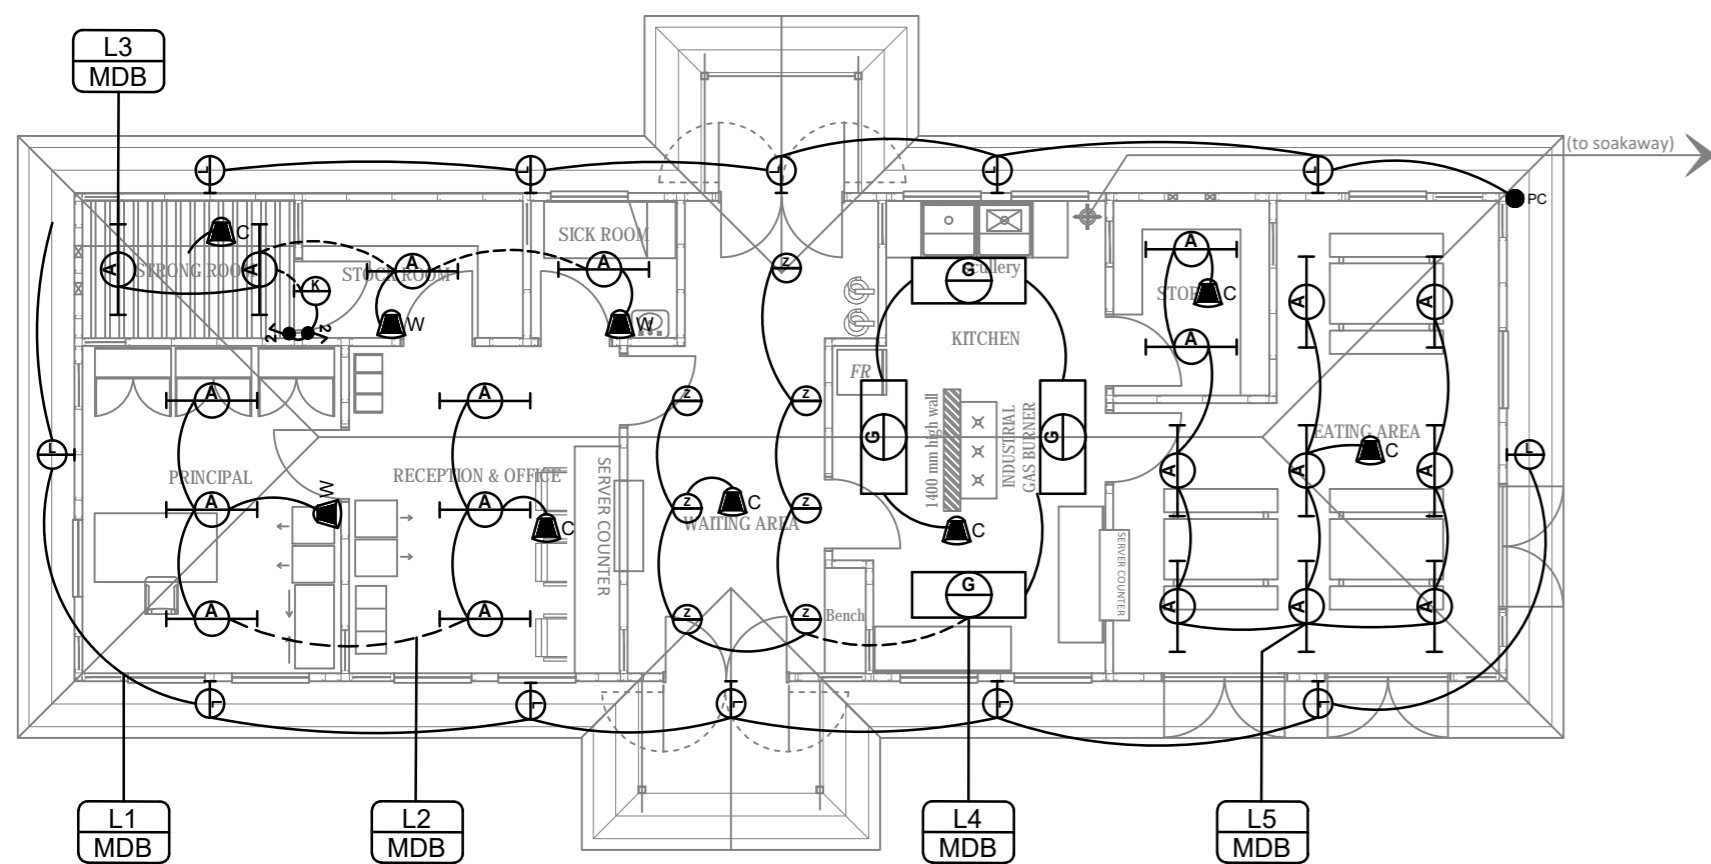 L3
MDB
(to soakaway)
L
L
L
L
L
PC
C
A
STRONG ROOM
A
STOCK ROOM
A
SICK ROOM
A
z
Scullery
G
A
STORE
C
A
A
K
2
2
W
W
KITCHEN
A
FR
A
A
z
z
G
1400 mm high wall
INDUSTRIAL
GAS BURNER
G
EATING AREA
C
L
L
PRINCIPAL
RECEPTION & OFFICE
SERVER COUNTER
A
A
A
W
A
A
C
z
C
z
WAITING AREA
C
SERVER COUNTER
A
A
z
z
Bench
G
A
A
A
L
L
L
L
L
L1
MDB
L2
MDB
L4
MDB
L5
MDB